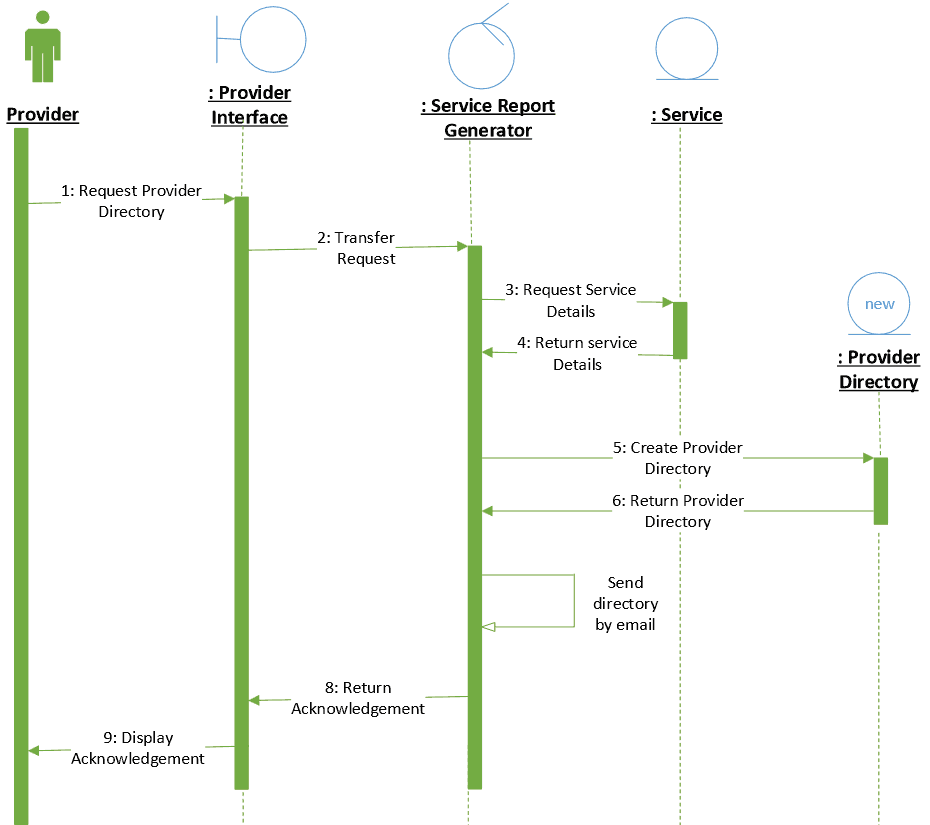 Provider
: Provider
Interface
: Service Report
Generator
: Service
1: Request Provider
Directory
2: Transfer
Request
3: Request Service
Details
new
4: Return service
Details
: Provider
Directory
5: Create Provider
Directory
6: Return Provider
Directory
Send
directory
by email
8: Return
Acknowledgement
9: Display
Acknowledgement